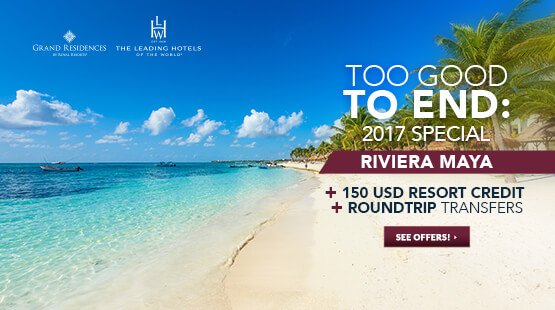 GRAND RESIDENCES
BY ROYAL RESORTS
LHW
THE LEADING HOTELS
OF THE WORLD®
TOO GOOD
TO END:
2017 SPECIAL
RIVIERA MAYA
+ 150 USD RESORT CREDIT
+ ROUNDTRIP TRANSFERS
SEE OFFERS!